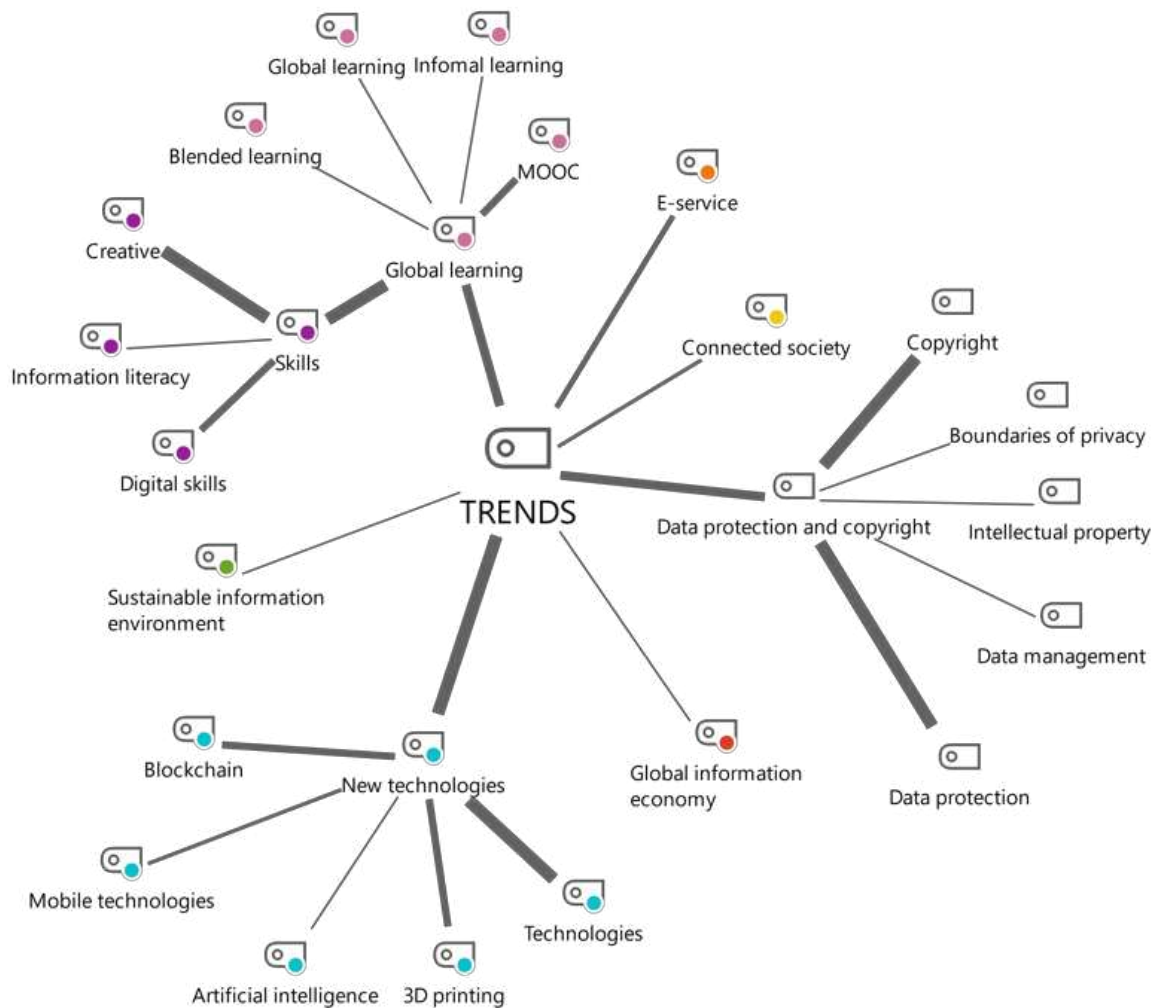 Global learning
Infomal learning
Blended learning
MOOC
E-service
Creative
Global learning
Connected society
Copyright
Information literacy
Skills
Boundaries of privacy
Digital skills
TRENDS
Data protection and copyright
Intellectual property
Sustainable information
environment
Data management
Blockchain
New technologies
Global information
economy
Data protection
Mobile technologies
Technologies
Artificial intelligence
3D printing